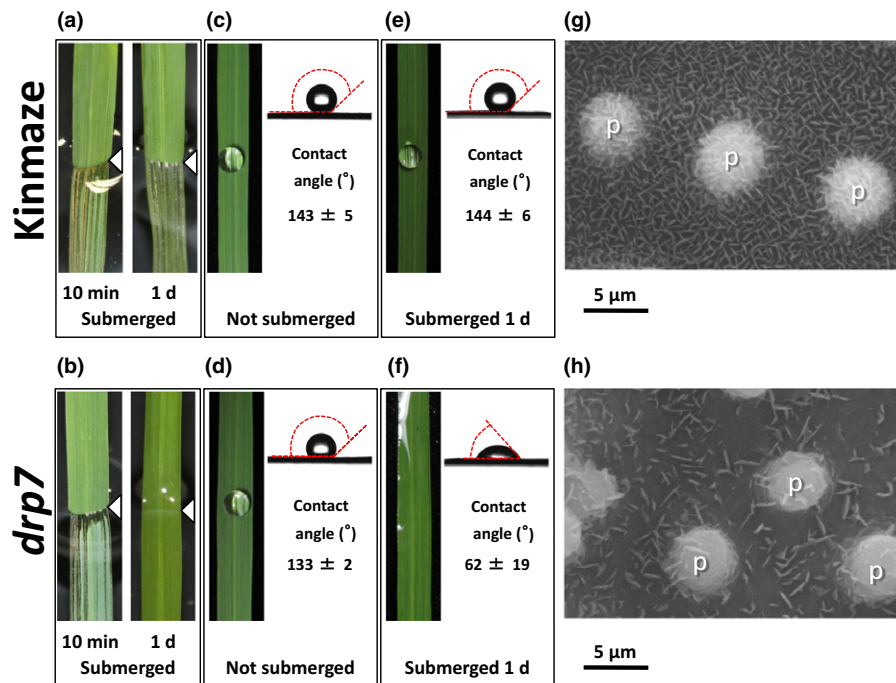 (a)
(c)
(e)
(g)
Kinmaze
Contact
angle (°)
143 ± 5
Contact
angle (°)
144 ± 6
p
p
p
10 min
1 d
Submerged
Not submerged
Submerged 1 d
5 μm
(b)
(d)
(f)
(h)
drp7
Contact
angle (°)
133 ± 2
Contact
angle (°)
62 ± 19
p
p
p
10 min
1 d
Submerged
Not submerged
Submerged 1 d
5 μm